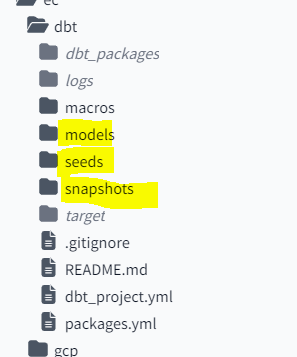 ec
dbt
dbt_packages
logs
macros
models
seeds
snapshots
target
.gitignore
README.md
dbt_project.yml
packages.yml
gcp